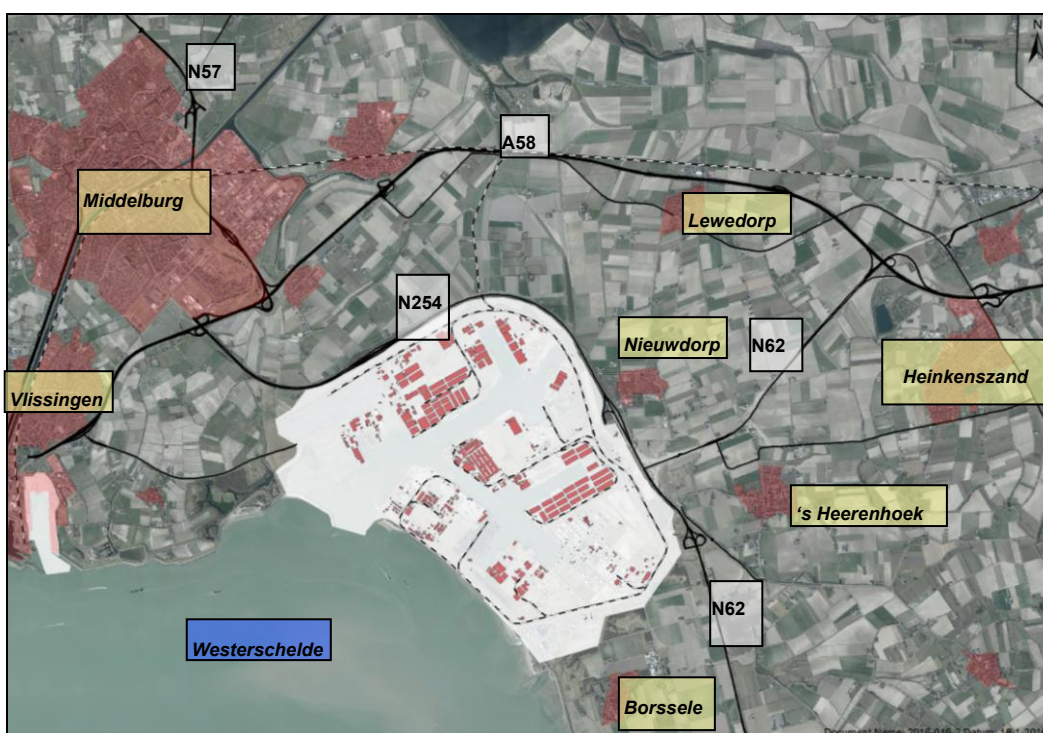 N
N57
A58
Middelburg
Lewedorp
N254
Nieuwdorp
N62
Heinkenszand
Vlissingen
's Heerenhoek
N62
Westerschelde
Borssele